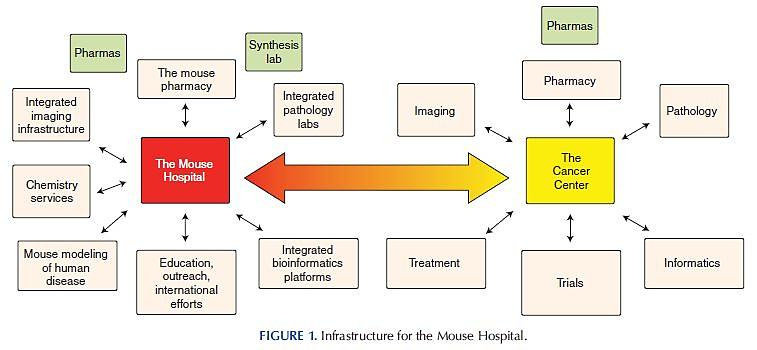 Pharmas
Synthesis
lab
Pharmas
The mouse
pharmacy
Pharmacy
Integrated
imaging
infrastructure
Integrated
pathology
labs
Imaging
Pathology
The Mouse
Hospital
The
Cancer
Center
Chemistry
services
Mouse modeling
of human
disease
Education,
outreach,
international
efforts
Integrated
bioinformatics
platforms
Treatment
Trials
Informatics
FIGURE 1. Infrastructure for the Mouse Hospital.